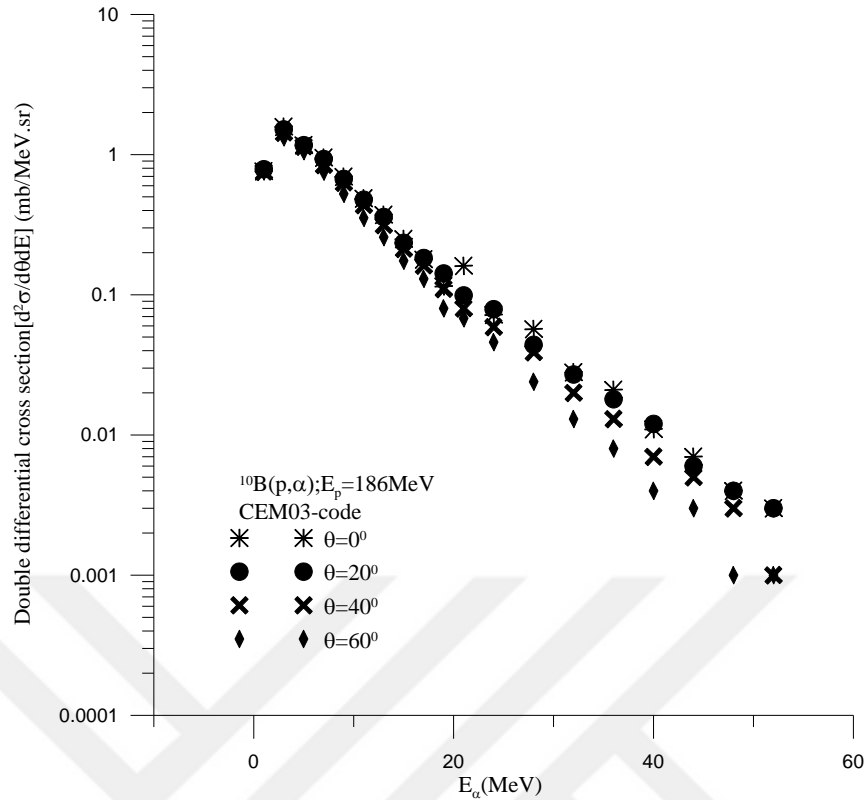 10
1
0.1
0.01
0.001
0.0001
Double differential cross section[d²σ/dθdE] (mb/MeV.sr)
¹⁰B(p,α);Eₚ=186MeV
CEM03-code
θ=0⁰
θ=20⁰
θ=40⁰
θ=60⁰
0 20 40 60
E_α(MeV)